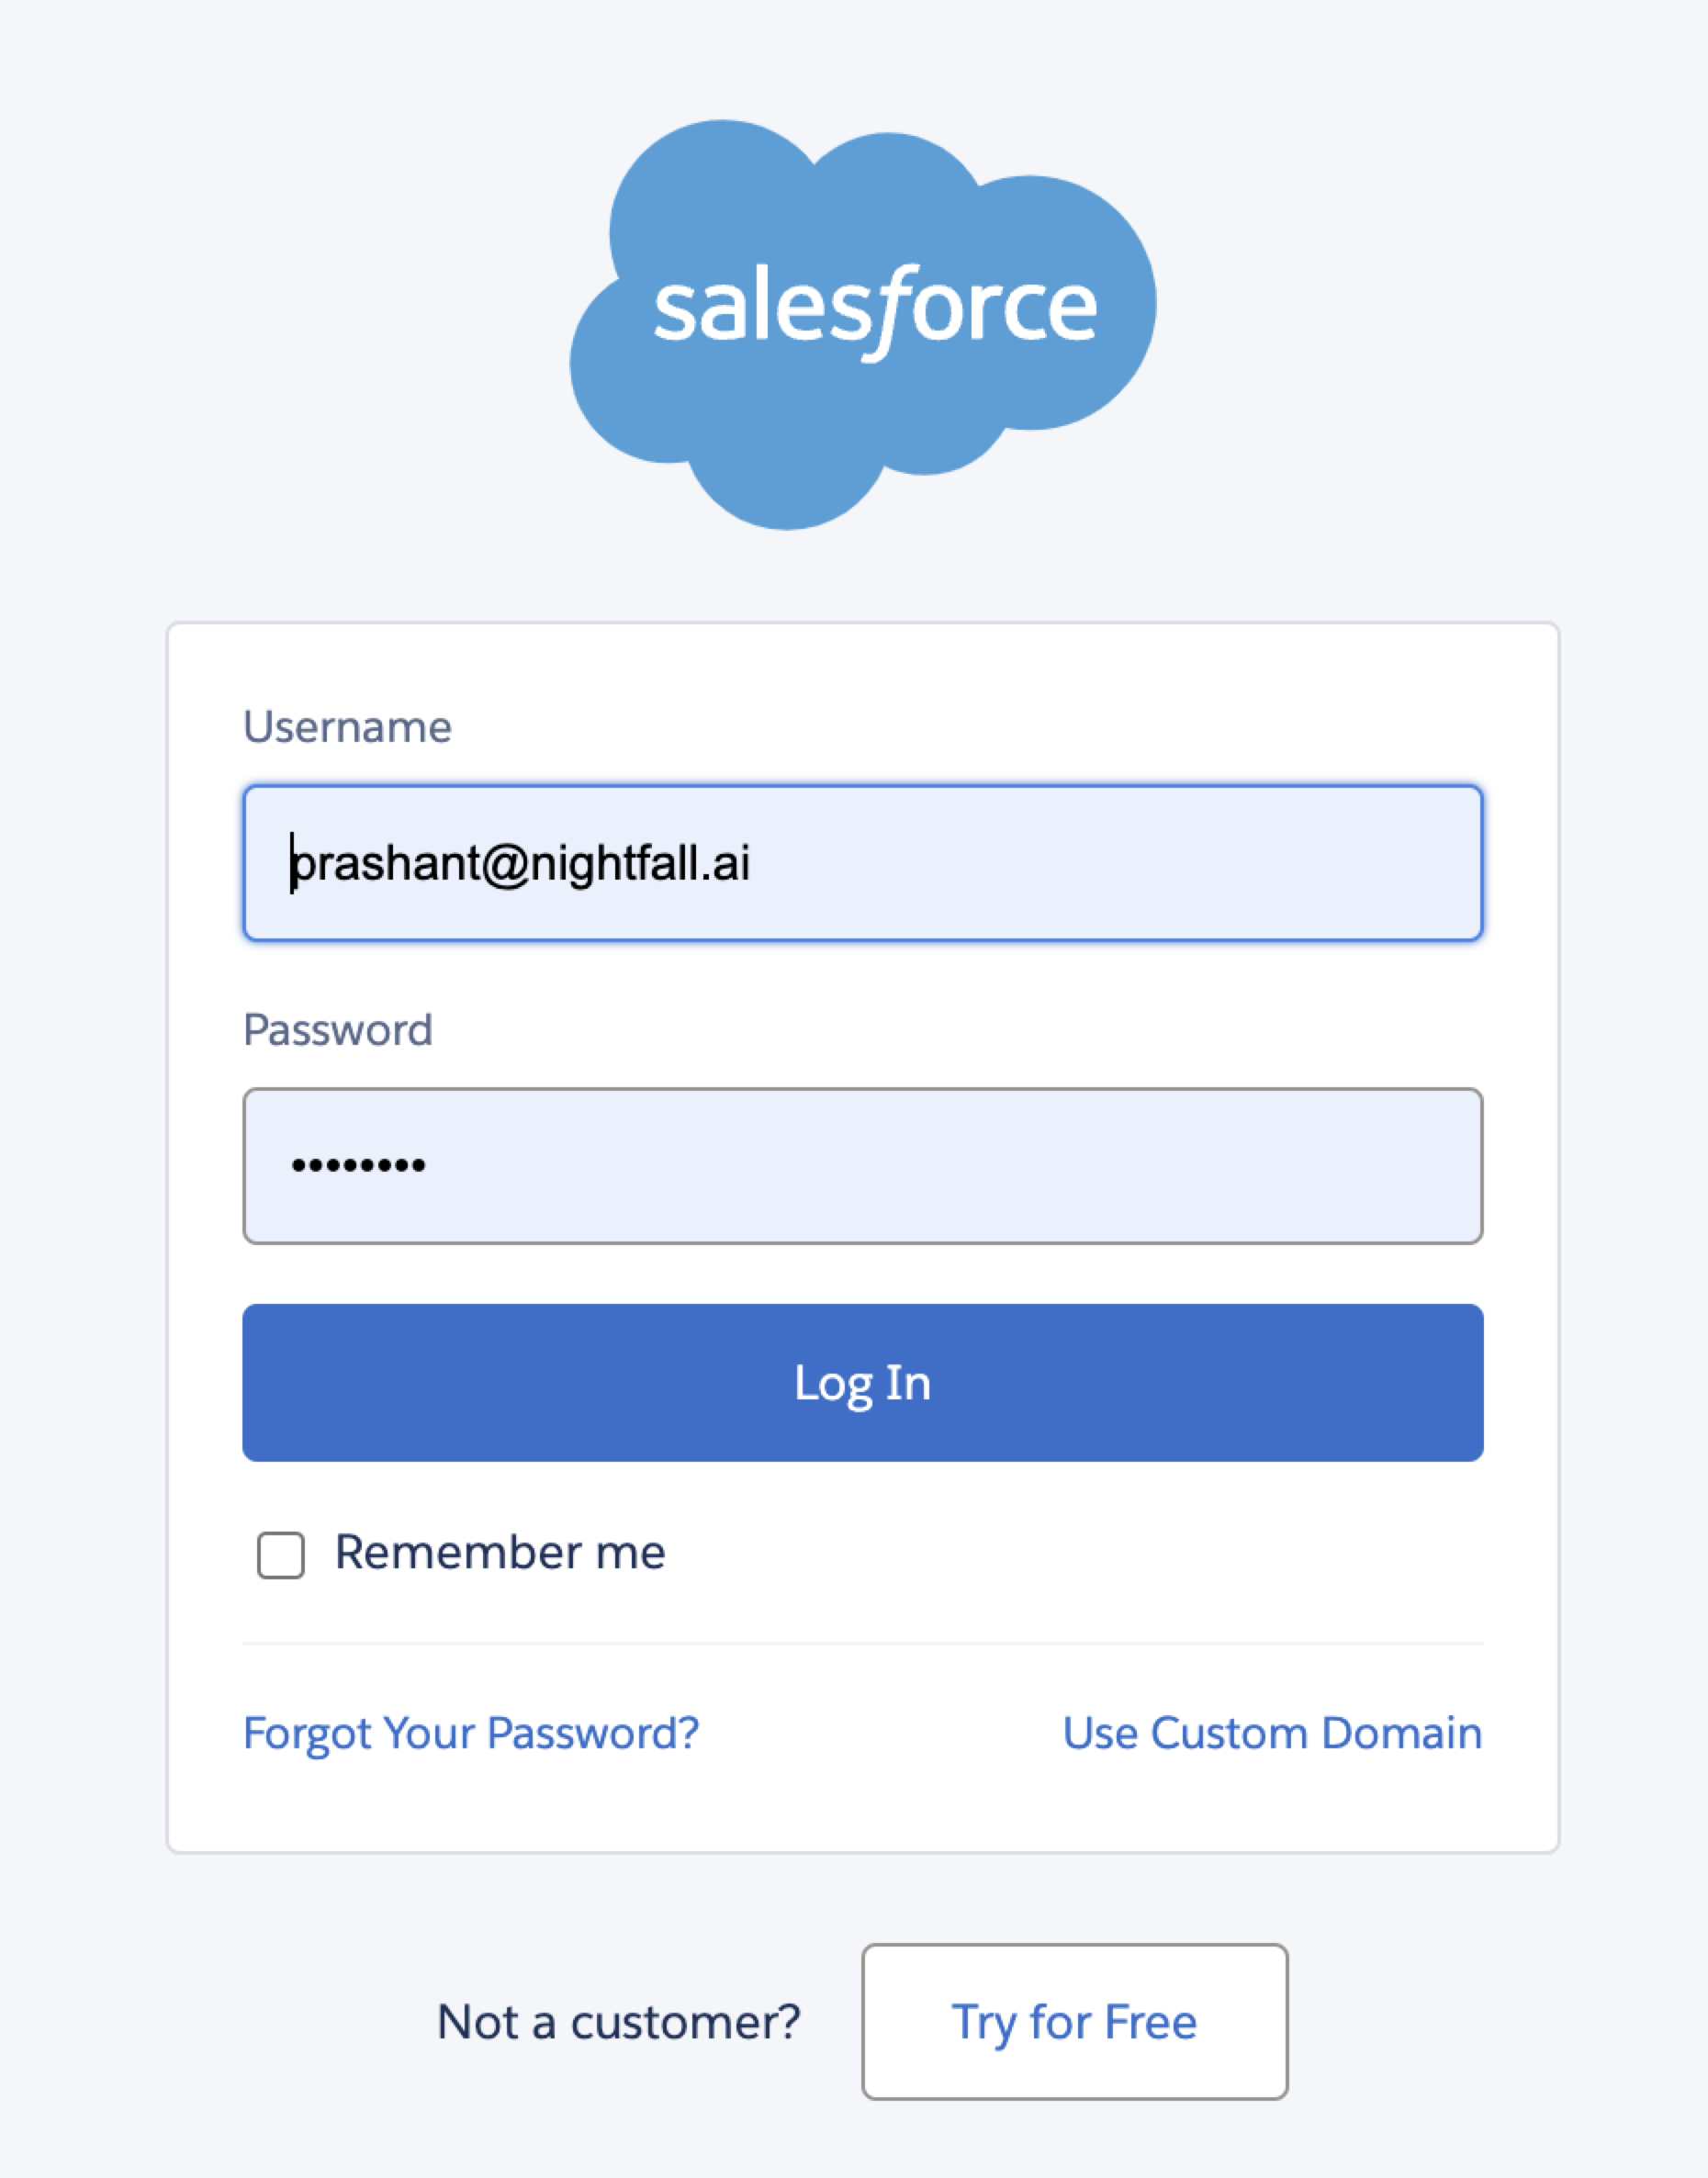 salesforce
Username
prashant@nightfall.ai
Password
••••••••
Log In
Remember me
Forgot Your Password? Use Custom Domain
Not a customer? Try for Free